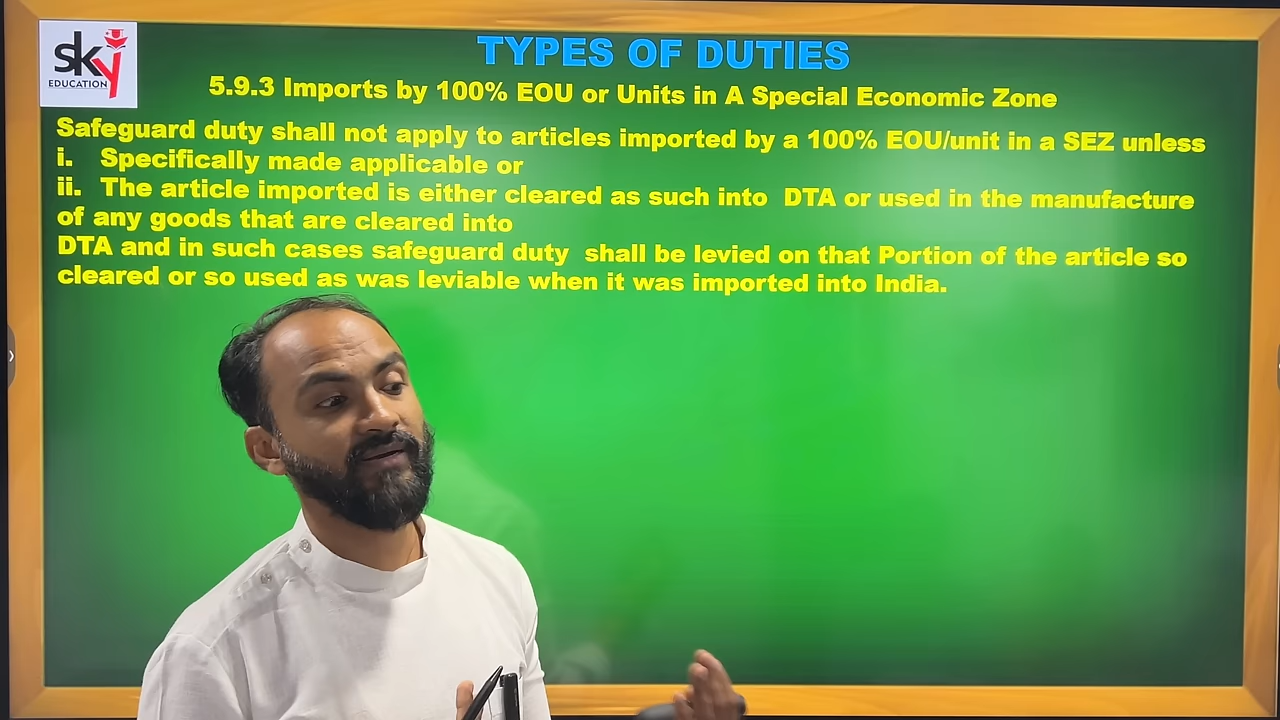 sky
EDUCATION
TYPES OF DUTIES
5.9.3 Imports by 100% EOU or Units in A Special Economic Zone
Safeguard duty shall not apply to articles imported by a 100% EOU/unit in a SEZ unless
i. Specifically made applicable or
ii. The article imported is either cleared as such into DTA or used in the manufacture
of any goods that are cleared into
DTA and in such cases safeguard duty shall be levied on that Portion of the article so
cleared or so used as was leviable when it was imported into India.